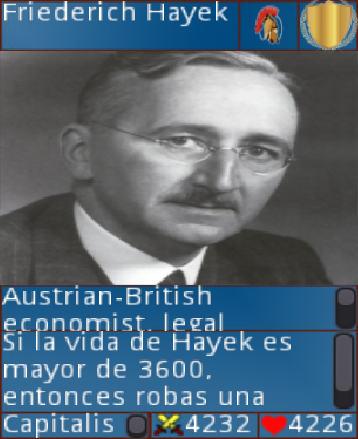 Friederich Hayek
Austrian-British
economist, legal
Si la vida de Hayek es
mayor de 3600,
entonces robas una
Capitalis
4232
4226